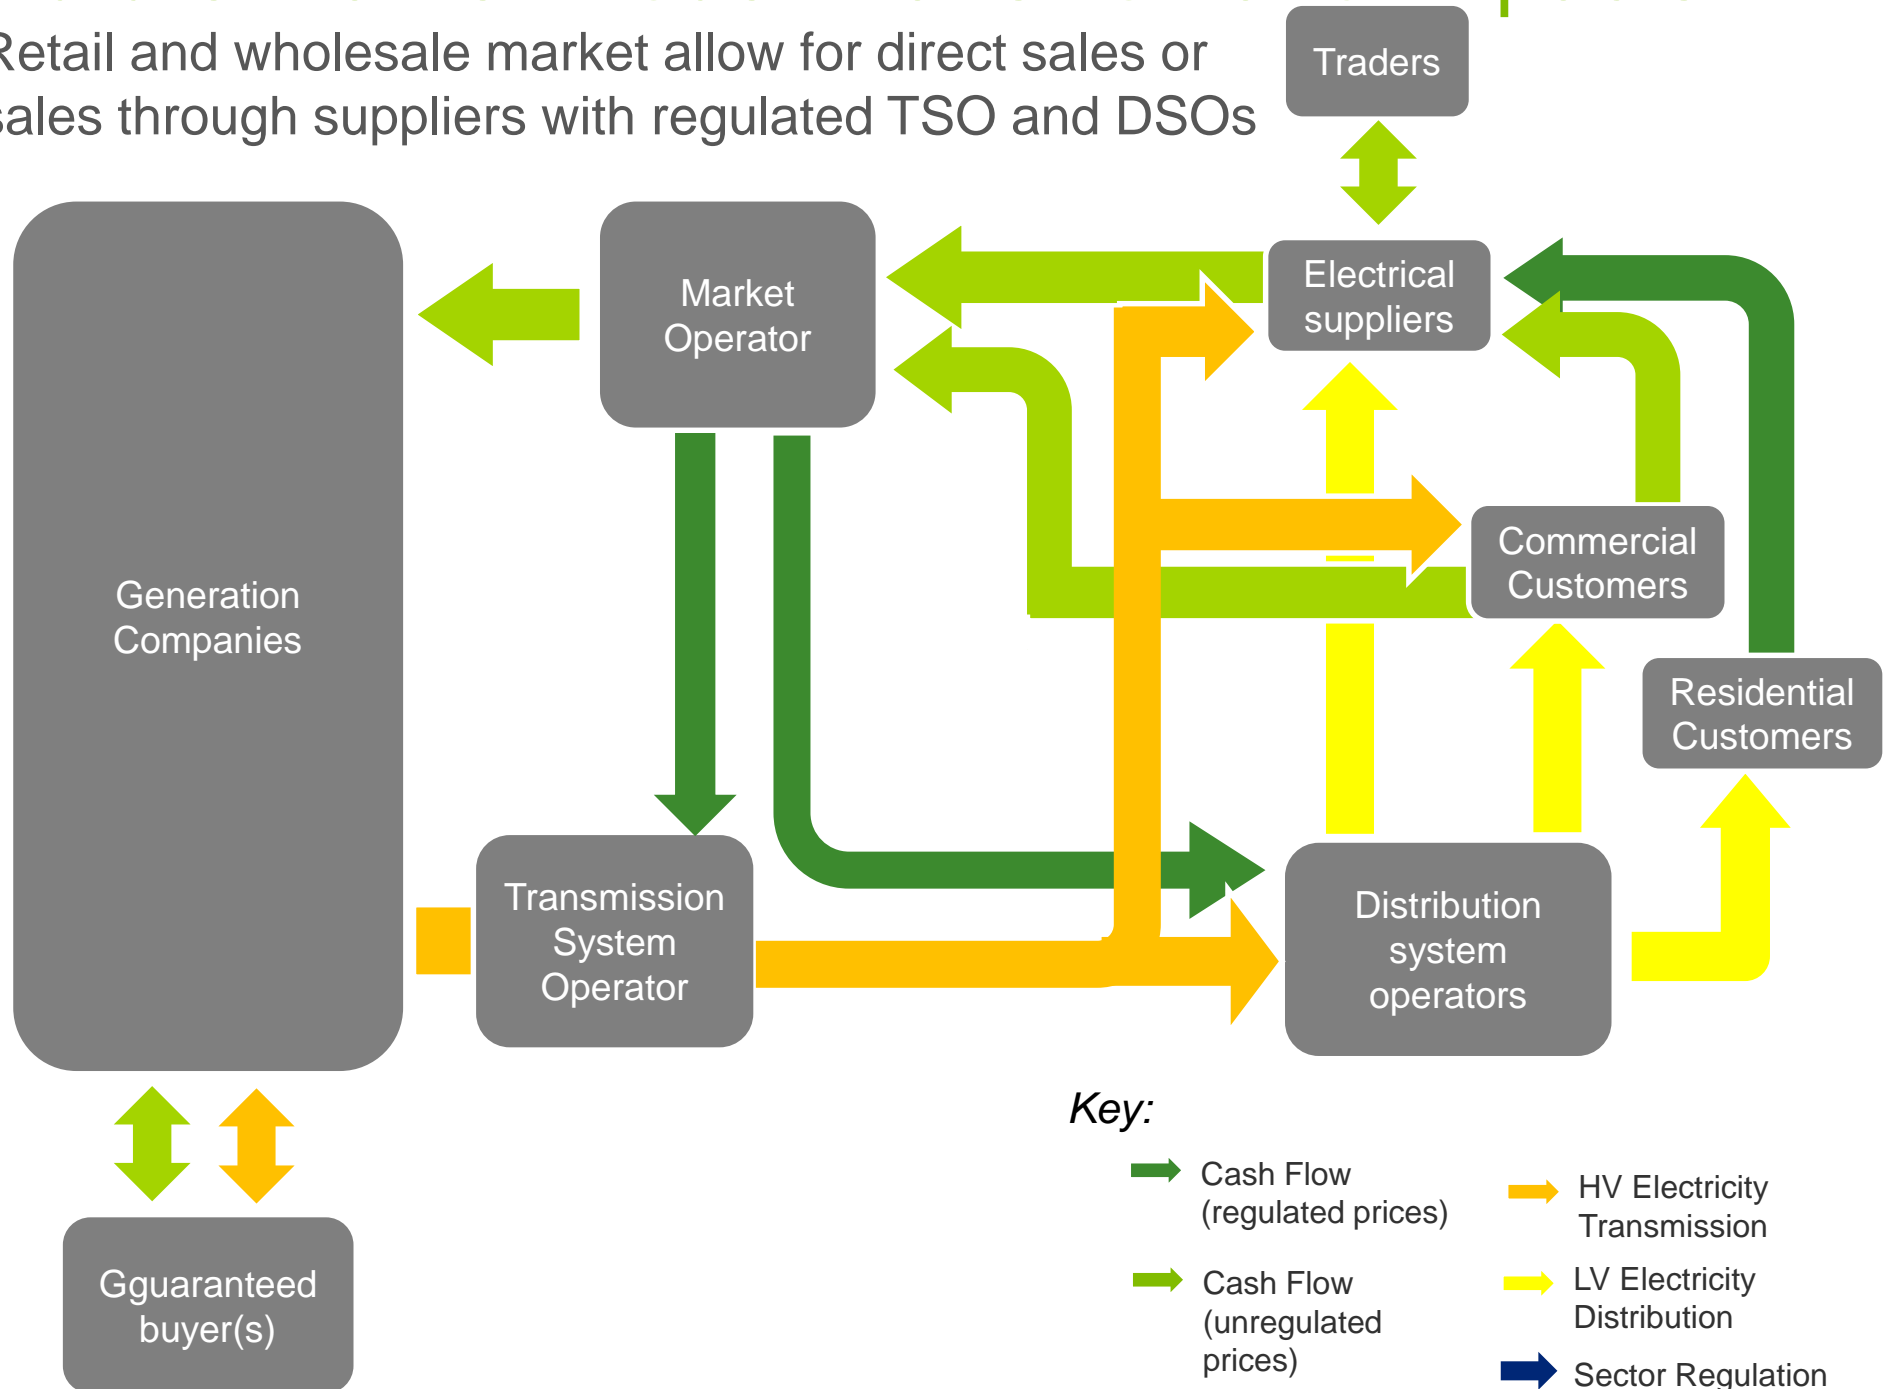 Retail and wholesale market allow for direct sales or
sales through suppliers with regulated TSO and DSOs
Traders
Market
Operator
Electrical
suppliers
Generation
Companies
Commercial
Customers
Residential
Customers
Transmission
System
Operator
Distribution
system
operators
Gguaranteed
buyer(s)
Key:
Cash Flow
(regulated prices)
Cash Flow
(unregulated
prices)
HV Electricity
Transmission
LV Electricity
Distribution
Sector Regulation